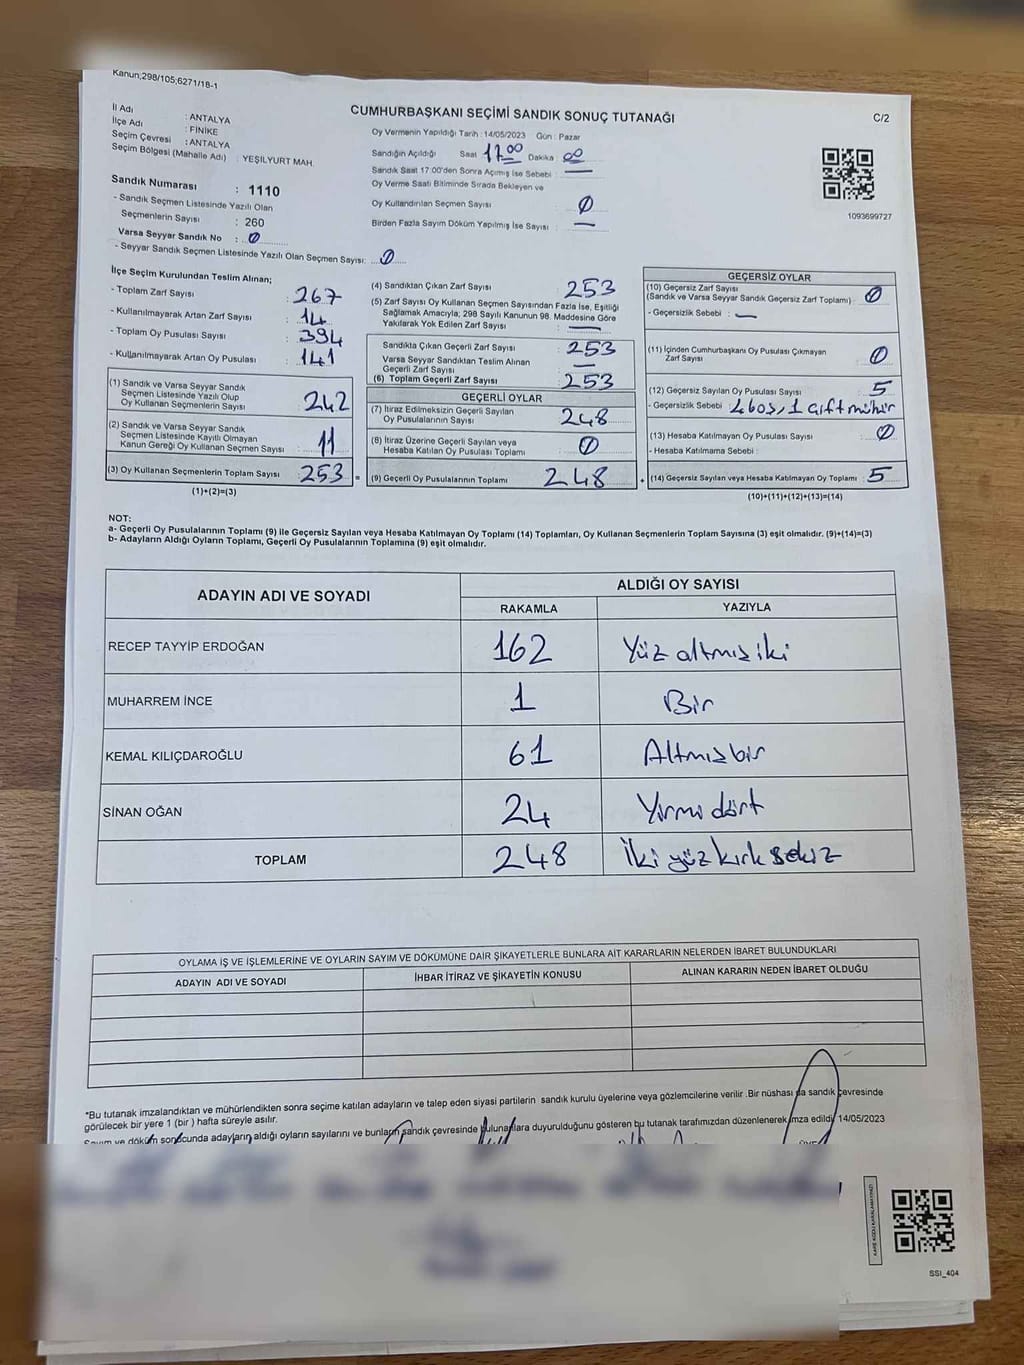 Kanun;298/105;6271/18-1
CUMHURBAŞKANI SEÇİMİ SANDIK SONUÇ TUTANAĞI
C/2
İl Adı : ANTALYA
İlçe Adı : FİNİKE
Seçim Çevresi : ANTALYA
Seçim Bölgesi (Mahalle Adı) : YEŞİLYURT MAH.
Sandık Numarası : 1110
- Sandık Seçmen Listesinde Yazılı Olan
Seçmenlerin Sayısı : 260
Varsa Seyyar Sandık No : 0
- Seyyar Sandık Seçmen Listesinde Yazılı Olan Seçmen Sayısı: 0
Oy Vermenin Yapıldığı Tarih : 14/05/2023 Gün : Pazar
Sandığın Açıldığı Saat 17:00 Dakika 00
Sandık Saat 17:00'den Sonra Açılmış İse Sebebi : —
Oy Verme Saati Bitiminde Sırada Bekleyen ve
Oy Kullandırılan Seçmen Sayısı 0
Birden Fazla Sayım Döküm Yapılmış İse Sayısı : —
1093699727
İlçe Seçim Kurulundan Teslim Alınan;
- Toplam Zarf Sayısı : 267
- Kullanılmayarak Artan Zarf Sayısı : 14
- Toplam Oy Pusulası Sayısı : 394
- Kullanılmayarak Artan Oy Pusulası : 141
(1) Sandık ve Varsa Seyyar Sandık
Seçmen Listesinde Yazılı Olup
Oy Kullanan Seçmenlerin Sayısı : 242
(2) Sandık ve Varsa Seyyar Sandık
Seçmen Listesinde Kayıtlı Olmayan
Kanun Gereği Oy Kullanan Seçmen Sayısı : 11
(3) Oy Kullanan Seçmenlerin Toplam Sayısı : 253 =
(1)+(2)=(3)
(4) Sandıktan Çıkan Zarf Sayısı 253
(5) Zarf Sayısı Oy Kullanan Seçmen Sayısından Fazla İse, Eşitliği
Sağlamak Amacıyla; 298 Sayılı Kanunun 98. Maddesine Göre
Yakılarak Yok Edilen Zarf Sayısı : —
Sandıkta Çıkan Geçerli Zarf Sayısı : 253
Varsa Seyyar Sandıktan Teslim Alınan
Geçerli Zarf Sayısı : —
(6) Toplam Geçerli Zarf Sayısı : 253
GEÇERLİ OYLAR
(7) İtiraz Edilmeksizin Geçerli Sayılan
Oy Pusulalarının Sayısı : 248
(8) İtiraz Üzerine Geçerli Sayılan veya
Hesaba Katılan Oy Pusulası Toplamı : 0
(9) Geçerli Oy Pusulalarının Toplamı 248 +
GEÇERSİZ OYLAR
(10) Geçersiz Zarf Sayısı
(Sandık ve Varsa Seyyar Sandık Geçersiz Zarf Toplamı) : 0
- Geçersizlik Sebebi : —
(11) İçinden Cumhurbaşkanı Oy Pusulası Çıkmayan
Zarf Sayısı : 0
(12) Geçersiz Sayılan Oy Pusulası Sayısı : 5
- Geçersizlik Sebebi 4 boş, 1 çift mühür
(13) Hesaba Katılmayan Oy Pusulası Sayısı : 0
- Hesaba Katılmama Sebebi :
(14) Geçersiz Sayılan veya Hesaba Katılmayan Oy Toplamı : 5
(10)+(11)+(12)+(13)=(14)
NOT:
a- Geçerli Oy Pusulalarının Toplamı (9) ile Geçersiz Sayılan veya Hesaba Katılmayan Oy Toplamı (14) Toplamları, Oy Kullanan Seçmenlerin Toplam Sayısına (3) eşit olmalıdır. (9)+(14)=(3)
b- Adayların Aldığı Oyların Toplamı, Geçerli Oy Pusulalarının Toplamına (9) eşit olmalıdır.
ADAYIN ADI VE SOYADI ALDIĞI OY SAYISI
RAKAMLA YAZIYLA
RECEP TAYYİP ERDOĞAN 162 Yüz altmış iki
MUHARREM İNCE 1 Bir
KEMAL KILIÇDAROĞLU 61 Altmış bir
SİNAN OĞAN 24 Yirmi dört
TOPLAM 248 İki yüz kırk sekiz
OYLAMA İŞ VE İŞLEMLERİNE VE OYLARIN SAYIM VE DÖKÜMÜNE DAİR ŞİKAYETLERLE BUNLARA AİT KARARLARIN NELERDEN İBARET BULUNDUKLARI
ADAYIN ADI VE SOYADI İHBAR İTİRAZ VE ŞİKAYETİN KONUSU ALINAN KARARIN NEDEN İBARET OLDUĞU
*Bu tutanak imzalandıktan ve mühürlendikten sonra seçime katılan adayların ve talep eden siyasi partilerin sandık kurulu üyelerine veya gözlemcilerine verilir .Bir nüshası da sandık çevresinde
görülecek bir yere 1 (bir ) hafta süreyle asılır.
Sayım ve döküm sonucunda adayların aldığı oyların sayılarını ve bunların sandık çevresinde bulunanlara duyurulduğunu gösteren bu tutanak tarafımızdan düzenlenerek imza edildi. 14/05/2023
SSI_404